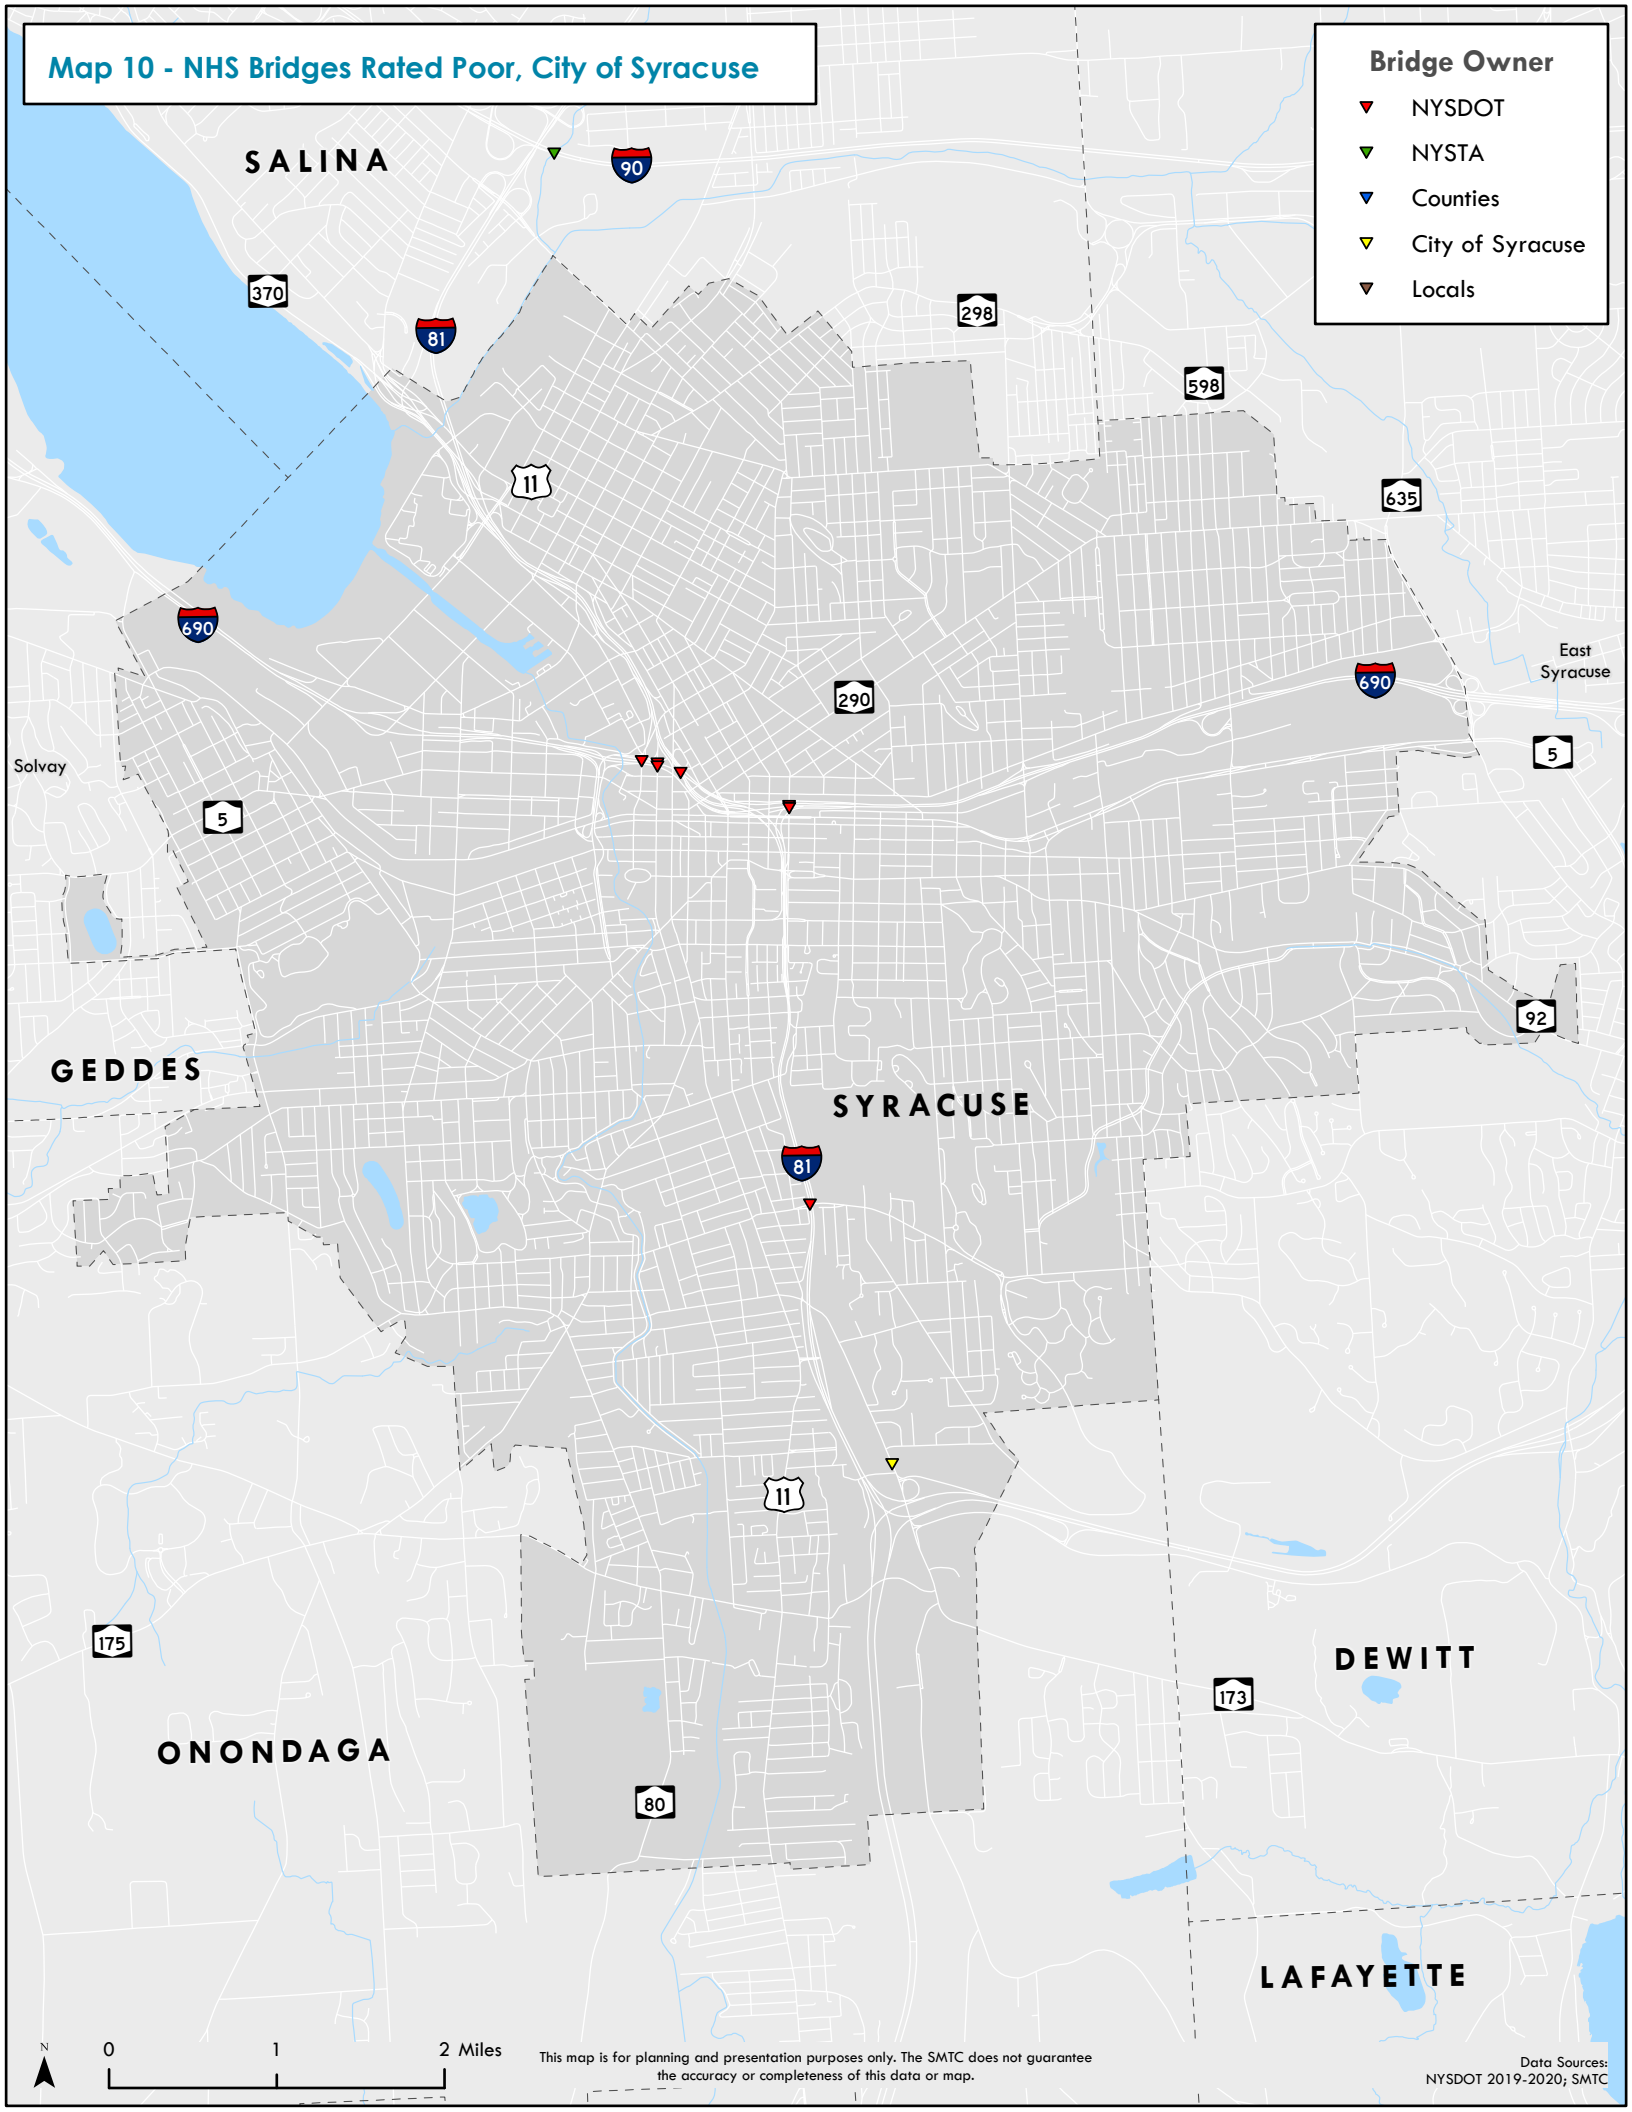 Map 10 - NHS Bridges Rated Poor, City of Syracuse
Bridge Owner
NYSDOT
NYSTA
Counties
City of Syracuse
Locals
SALINA
90
370
81
298
598
11
635
690
East
Syracuse
690
290
5
Solvay
5
92
GEDDES
SYRACUSE
81
11
175
DEWITT
173
ONONDAGA
80
LAFAYETTE
N
0 1 2 Miles
This map is for planning and presentation purposes only. The SMTC does not guarantee
the accuracy or completeness of this data or map.
Data Sources:
NYSDOT 2019-2020; SMTC